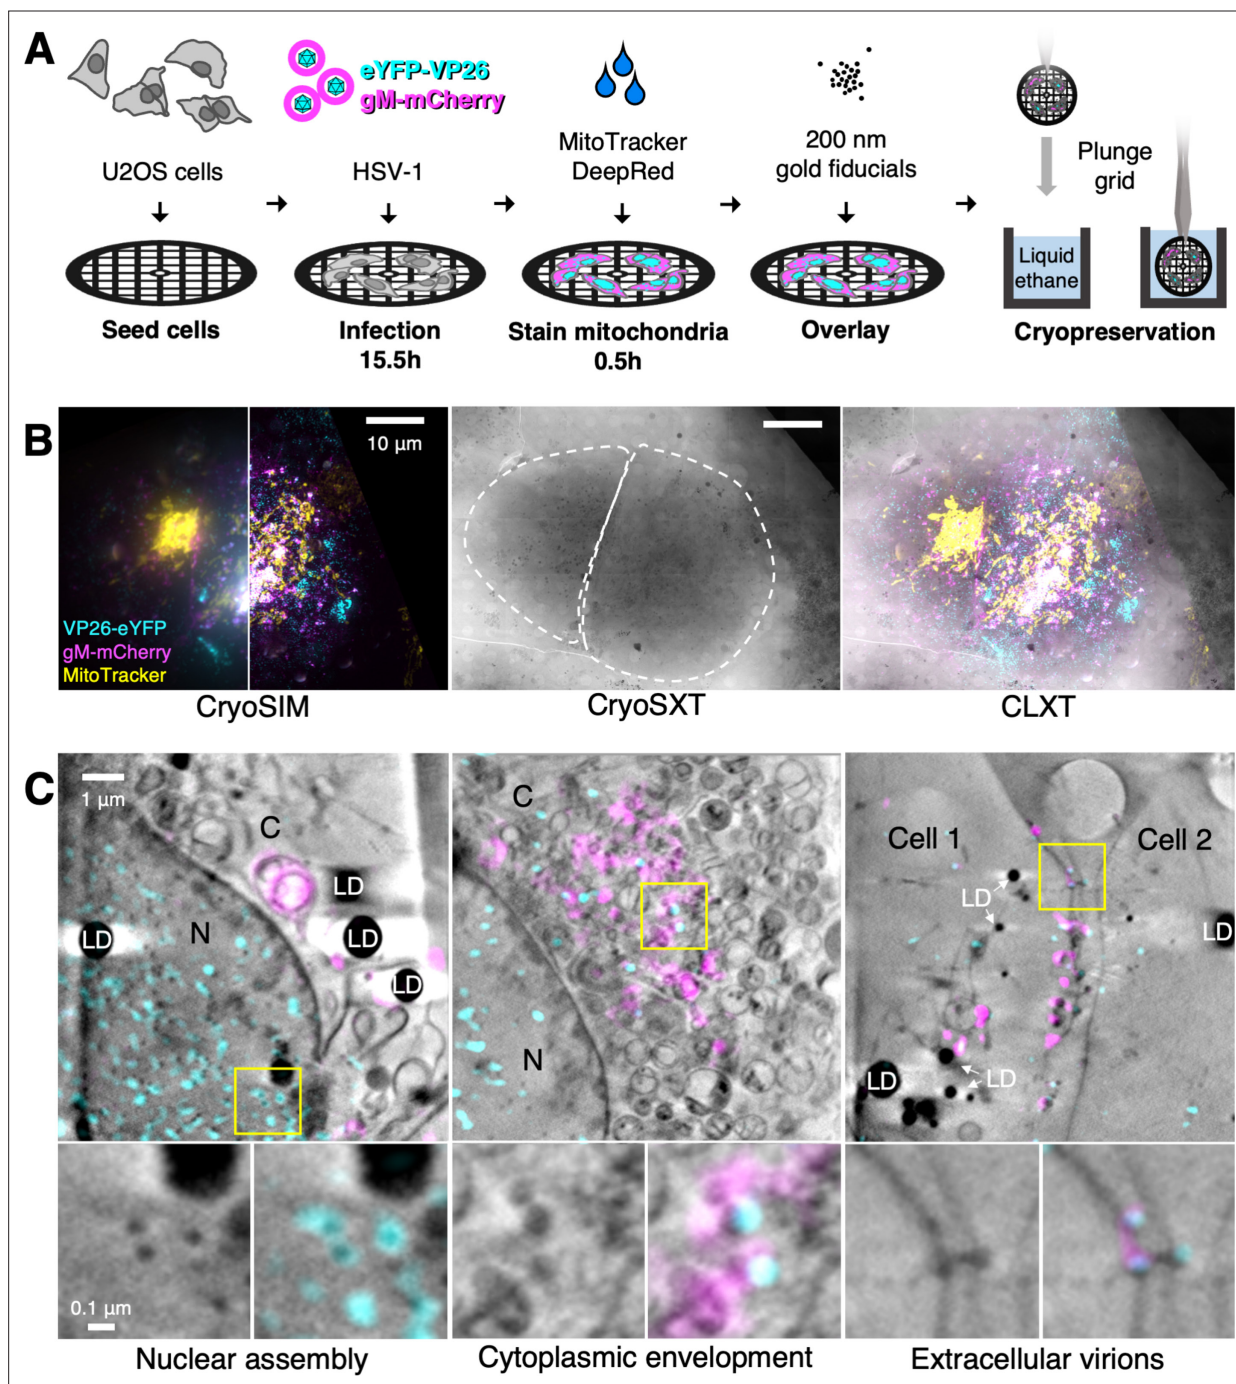 A
eYFP-VP26
gM-mCherry
U2OS cells
HSV-1
MitoTracker
DeepRed
200 nm
gold fiducials
Plunge
grid
Liquid
ethane
Seed cells
Infection
15.5h
Stain mitochondria
0.5h
Overlay
Cryopreservation
B
10 µm
VP26-eYFP
gM-mCherry
MitoTracker
CryoSIM
CryoSXT
CLXT
C
1 µm
C
LD
LD
LD
N
LD
C
N
Cell 1
Cell 2
LD
LD
LD
LD
0.1 µm
Nuclear assembly
Cytoplasmic envelopment
Extracellular virions